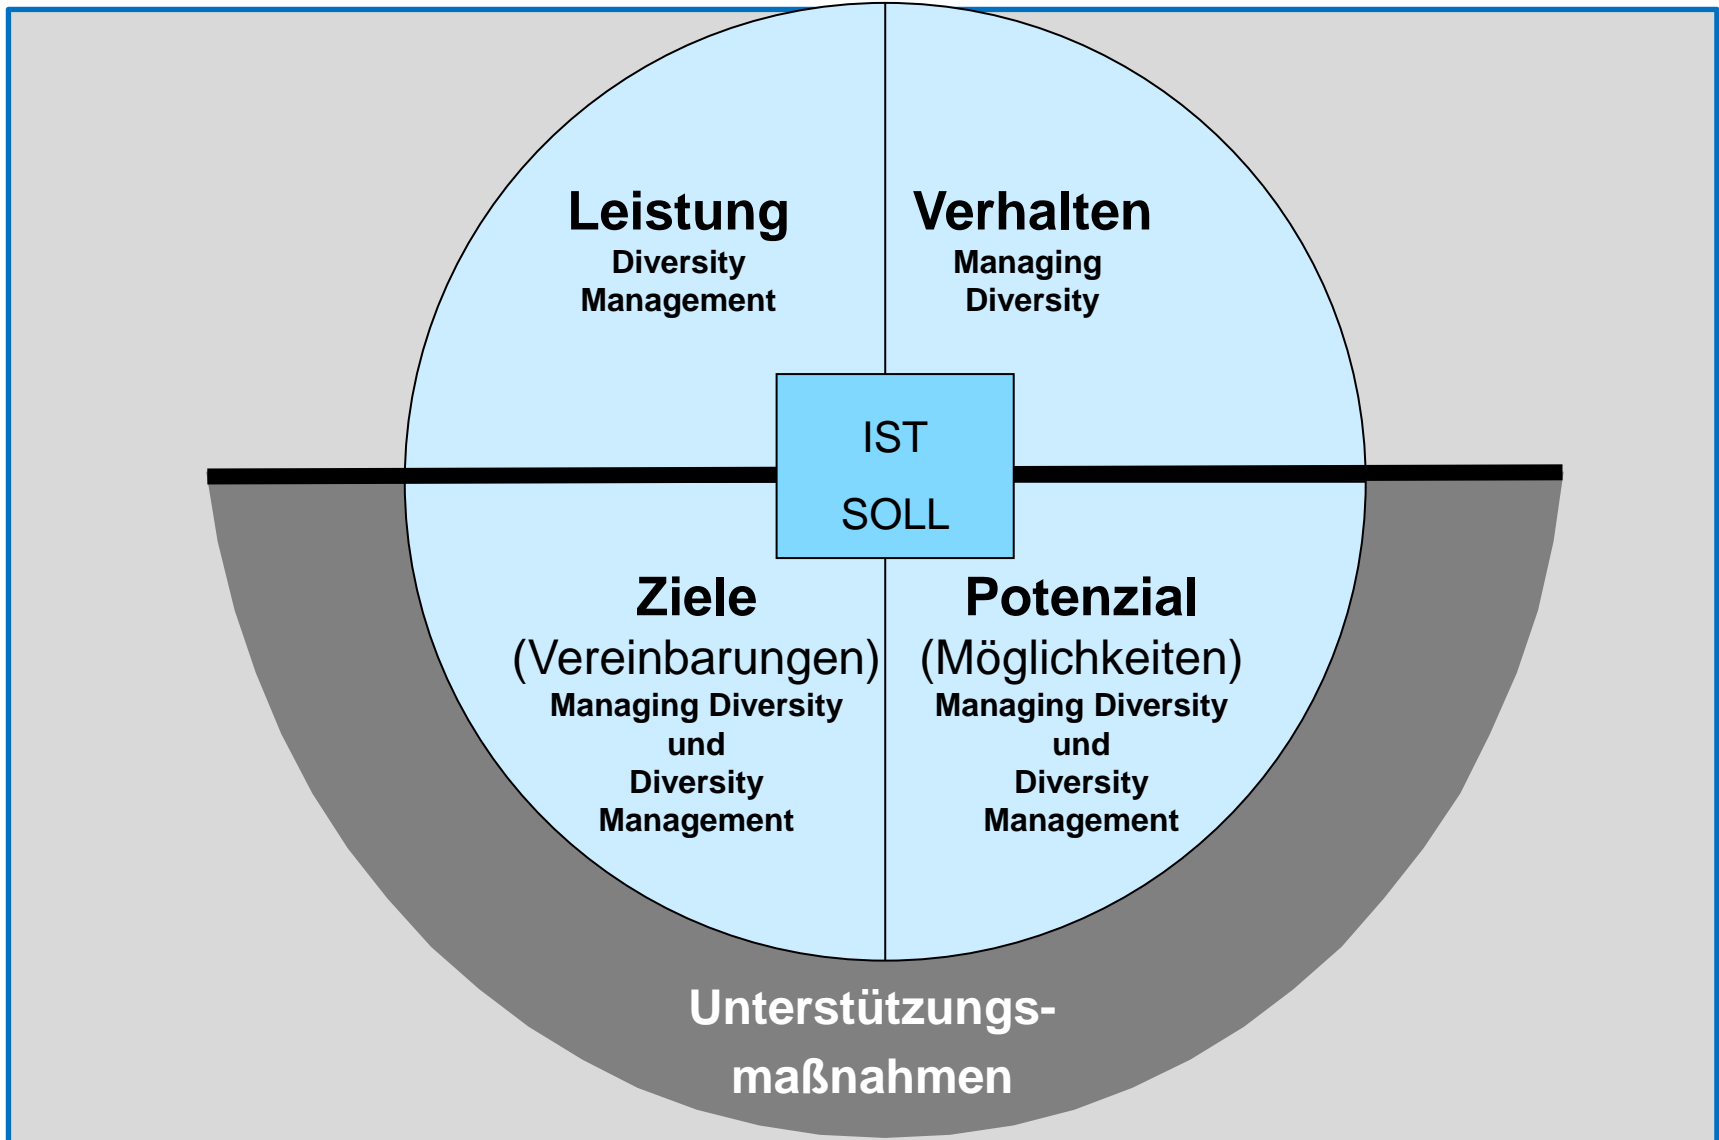 Leistung
Diversity
Management
Verhalten
Managing
Diversity
IST
SOLL
Ziele
(Vereinbarungen)
Managing Diversity
und
Diversity
Management
Potenzial
(Möglichkeiten)
Managing Diversity
und
Diversity
Management
Unterstützungs-
maßnahmen